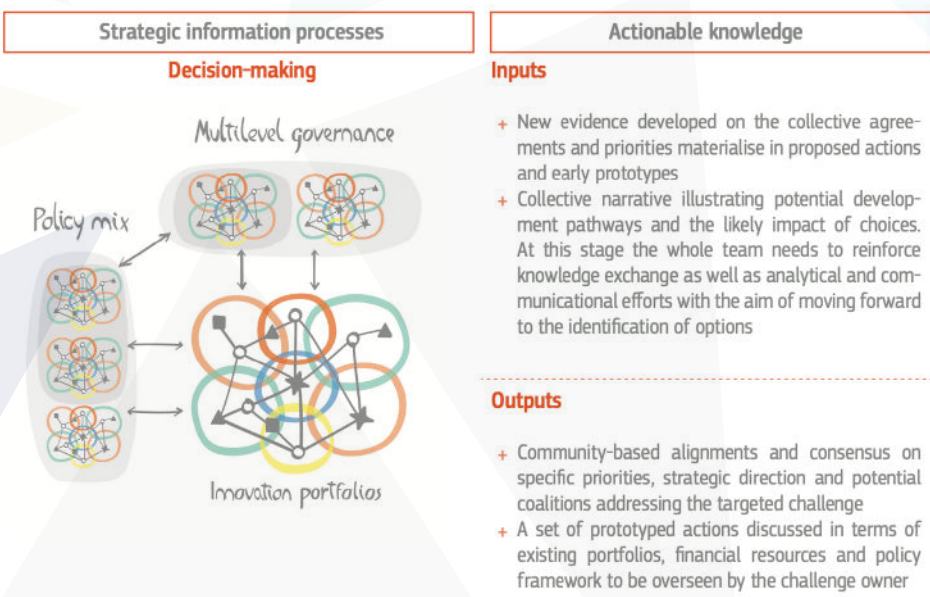 Strategic information processes
Decision-making
Multilevel governance
Policy mix
Imovation portfolios
Actionable knowledge
Inputs
+ New evidence developed on the collective agree-
ments and priorities materialise in proposed actions
and early prototypes
+ Collective narrative illustrating potential develop-
ment pathways and the likely impact of choices.
At this stage the whole team needs to reinforce
knowledge exchange as well as analytical and com-
municational efforts with the aim of moving forward
to the identification of options
Outputs
+ Community-based alignments and consensus on
specific priorities, strategic direction and potential
coalitions addressing the targeted challenge
+ A set of prototyped actions discussed in terms of
existing portfolios, financial resources and policy
framework to be overseen by the challenge owner